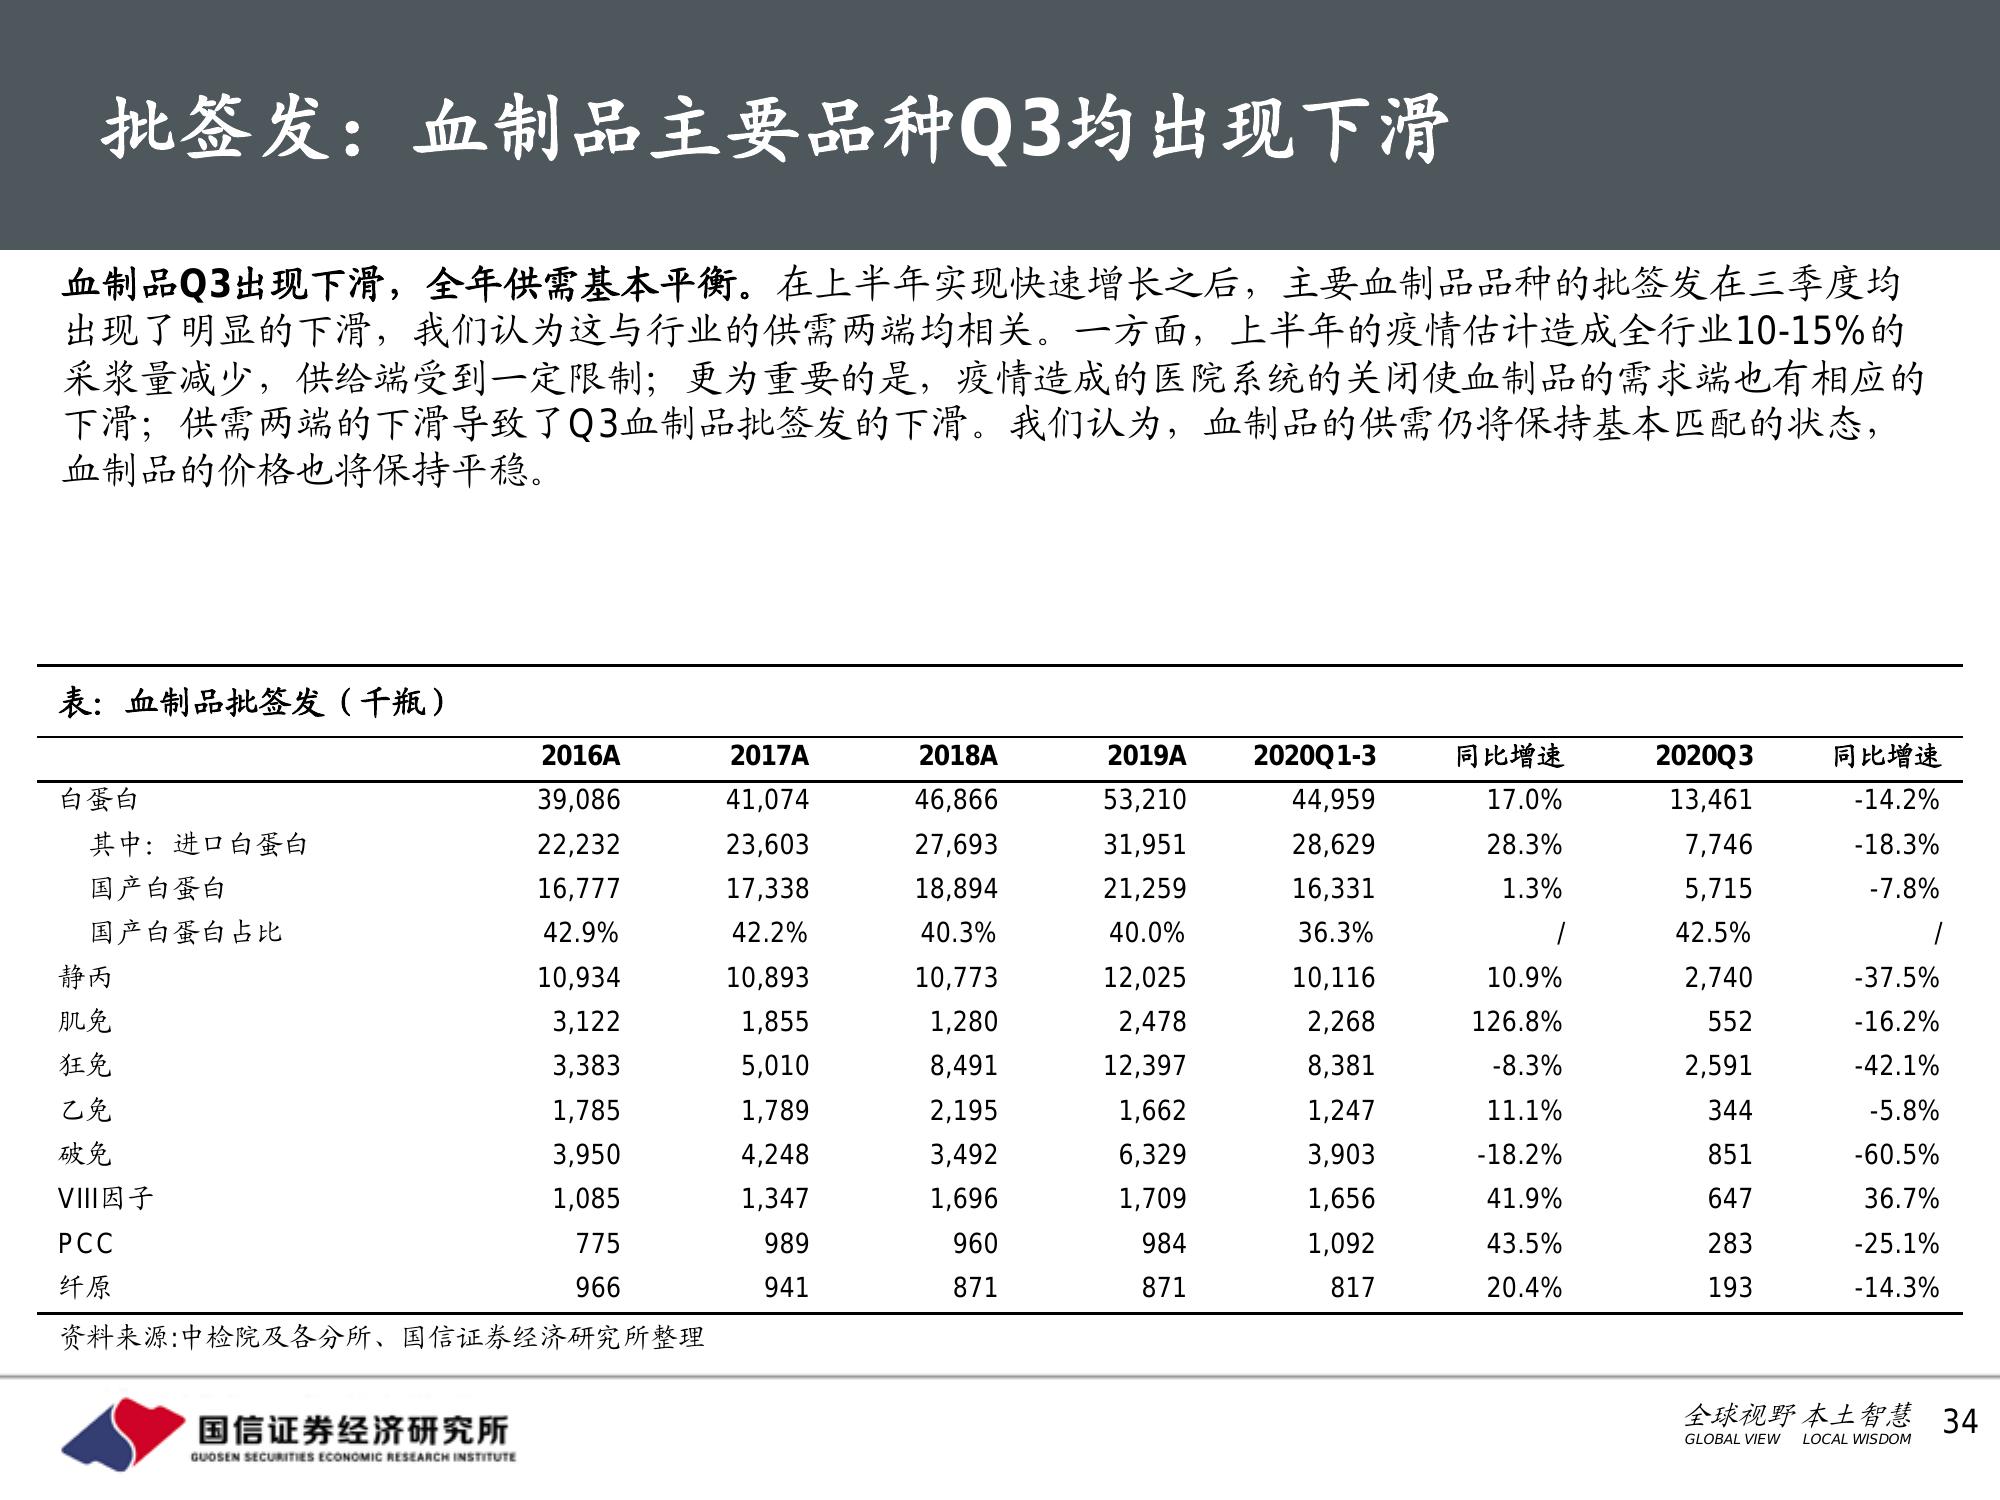 批签发：血制品主要品种Q3均出现下滑
血制品Q3出现下滑，全年供需基本平衡。在上半年实现快速增长之后，主要血制品品种的批签发在三季度均
出现了明显的下滑，我们认为这与行业的供需两端均相关。一方面，上半年的疫情估计造成全行业10-15%的
采浆量减少，供给端受到一定限制；更为重要的是，疫情造成的医院系统的关闭使血制品的需求端也有相应的
下滑；供需两端的下滑导致了Q3血制品批签发的下滑。我们认为，血制品的供需仍将保持基本匹配的状态，
血制品的价格也将保持平稳。
表：血制品批签发（千瓶）
2016A 2017A 2018A 2019A 2020Q1-3 同比增速 2020Q3 同比增速
白蛋白 39,086 41,074 46,866 53,210 44,959 17.0% 13,461 -14.2%
其中：进口白蛋白 22,232 23,603 27,693 31,951 28,629 28.3% 7,746 -18.3%
国产白蛋白 16,777 17,338 18,894 21,259 16,331 1.3% 5,715 -7.8%
国产白蛋白占比 42.9% 42.2% 40.3% 40.0% 36.3% / 42.5% /
静丙 10,934 10,893 10,773 12,025 10,116 10.9% 2,740 -37.5%
肌免 3,122 1,855 1,280 2,478 2,268 126.8% 552 -16.2%
狂免 3,383 5,010 8,491 12,397 8,381 -8.3% 2,591 -42.1%
乙免 1,785 1,789 2,195 1,662 1,247 11.1% 344 -5.8%
破免 3,950 4,248 3,492 6,329 3,903 -18.2% 851 -60.5%
VIII因子 1,085 1,347 1,696 1,709 1,656 41.9% 647 36.7%
PCC 775 989 960 984 1,092 43.5% 283 -25.1%
纤原 966 941 871 871 817 20.4% 193 -14.3%
资料来源:中检院及各分所、国信证券经济研究所整理
国信证券经济研究所
GUOSEN SECURITIES ECONOMIC RESEARCH INSTITUTE
全球视野 本土智慧
GLOBAL VIEW LOCAL WISDOM
34